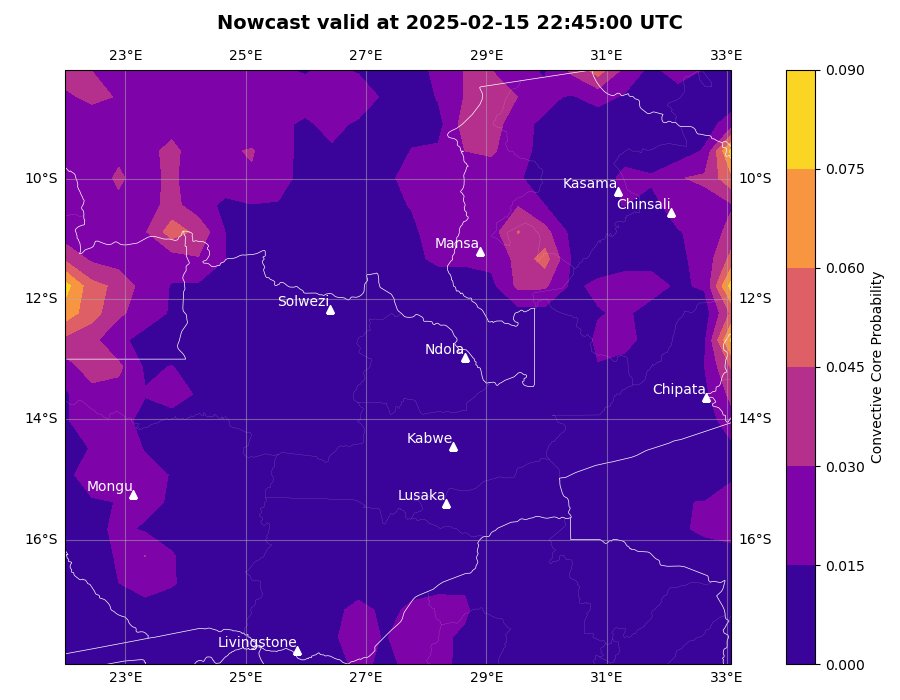 Nowcast valid at 2025-02-15 22:45:00 UTC
23°E 25°E 27°E 29°E 31°E 33°E
0.090
0.075
10°S 10°S
Kasama
Chinsali
Mansa
0.060
12°S 12°S
Solwezi
Ndola
0.045
Chipata
14°S 14°S
Kabwe
0.030
Mongu
Lusaka
16°S 16°S
0.015
Livingstone
0.000
23°E 25°E 27°E 29°E 31°E 33°E
Convective Core Probability